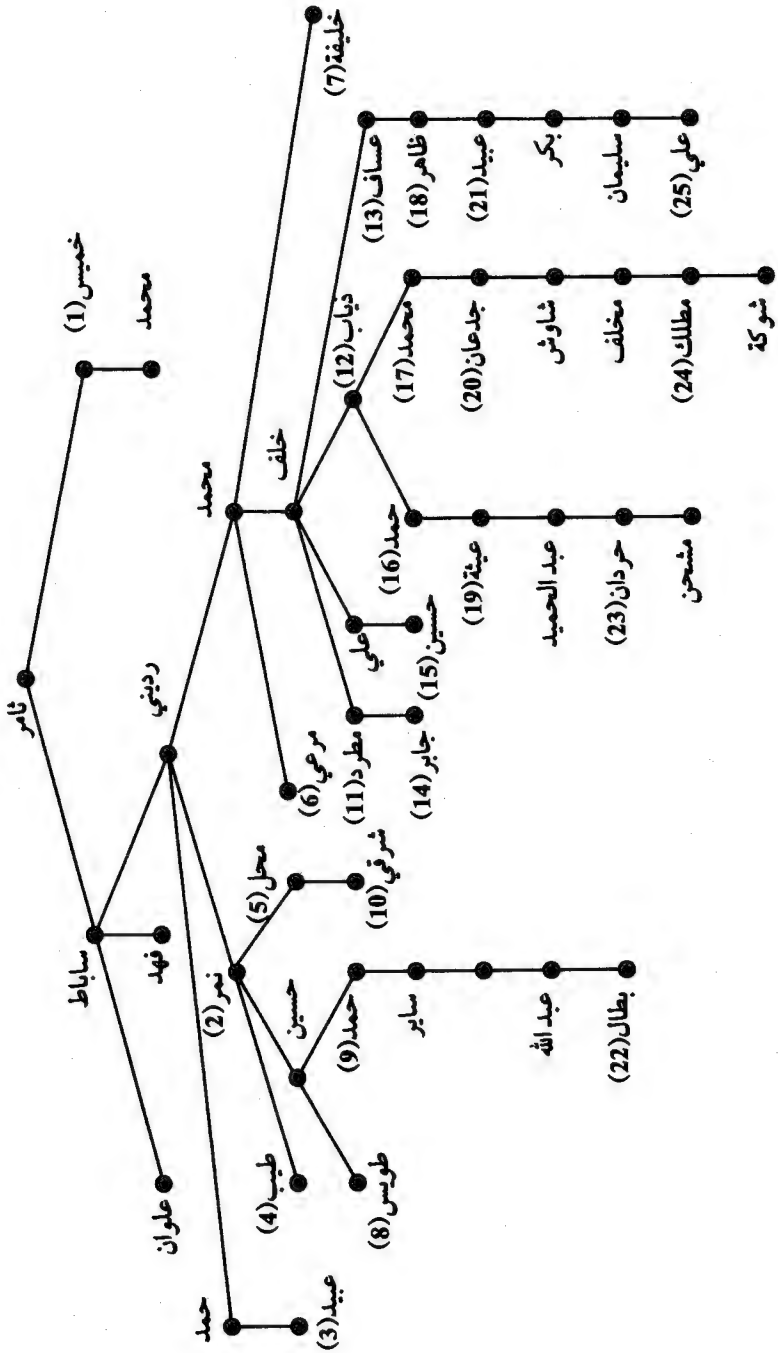 ثامر
خميس (1)
محمد
ساباط
علوان
فهد
رديني
حمد
عبيد (3)
نمر (2)
محمد
طيب (4)
حسين
محل (5)
مرعي (6)
خلف
خليفة (7)
طويس (8)
حمد (9)
شرقي (10)
مطرد (11)
علي
ذياب (12)
عساف (13)
ساير
عبد الله
بطال (22)
جابر (14)
حسين (15)
حمد (16)
محمد (17)
ظاهر (18)
عيثة (19)
جدعان (20)
عبيد (21)
عبد الحميد
شاوش
بكر
حردان (23)
مخلف
سليمان
مشحن
مطلك (24)
علي (25)
شوكة